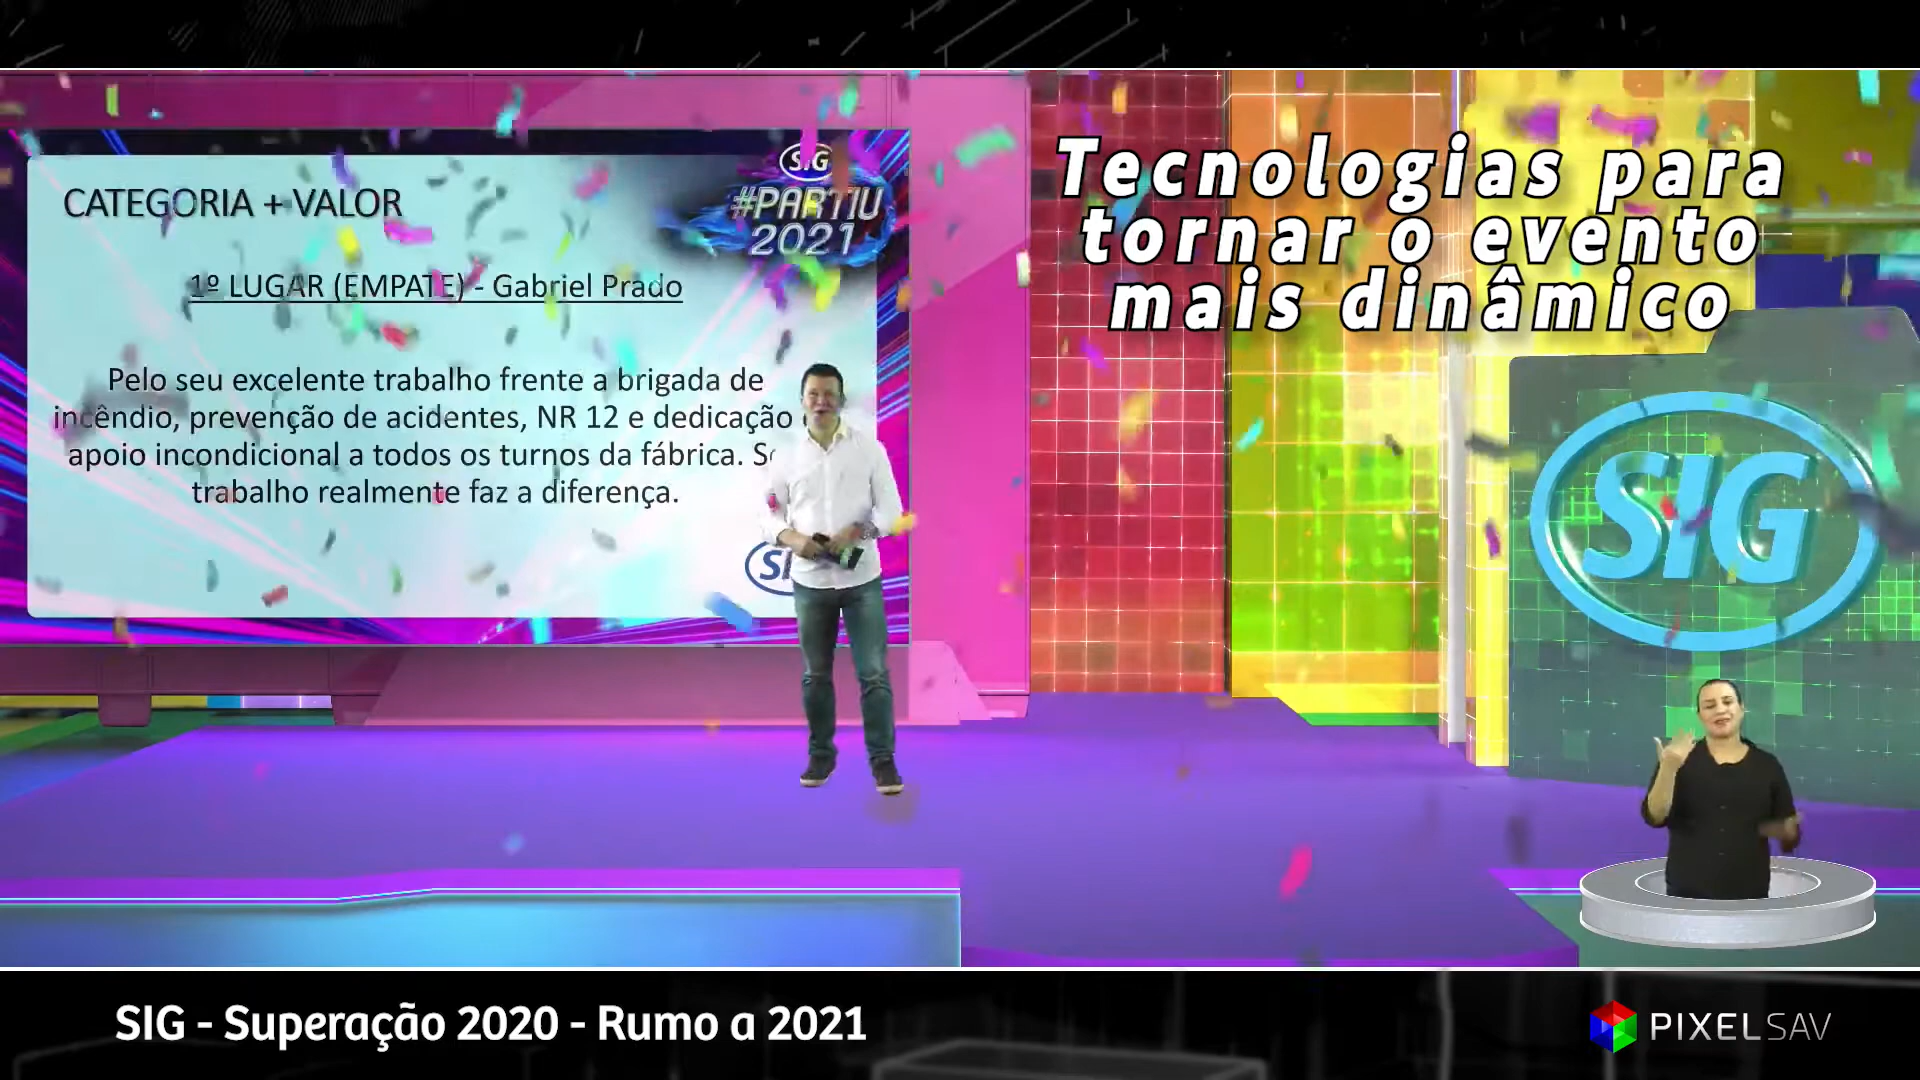 SIG
#PARTIU
2021
CATEGORIA + VALOR
1º LUGAR (EMPATE) - Gabriel Prado
Pelo seu excelente trabalho frente a brigada de
incêndio, prevenção de acidentes, NR 12 e dedicação
apoio incondicional a todos os turnos da fábrica.
trabalho realmente faz a diferença.
Tecnologias para
tornar o evento
mais dinâmico
SIG
SIG - Superação 2020 - Rumo a 2021
PIXELSAV